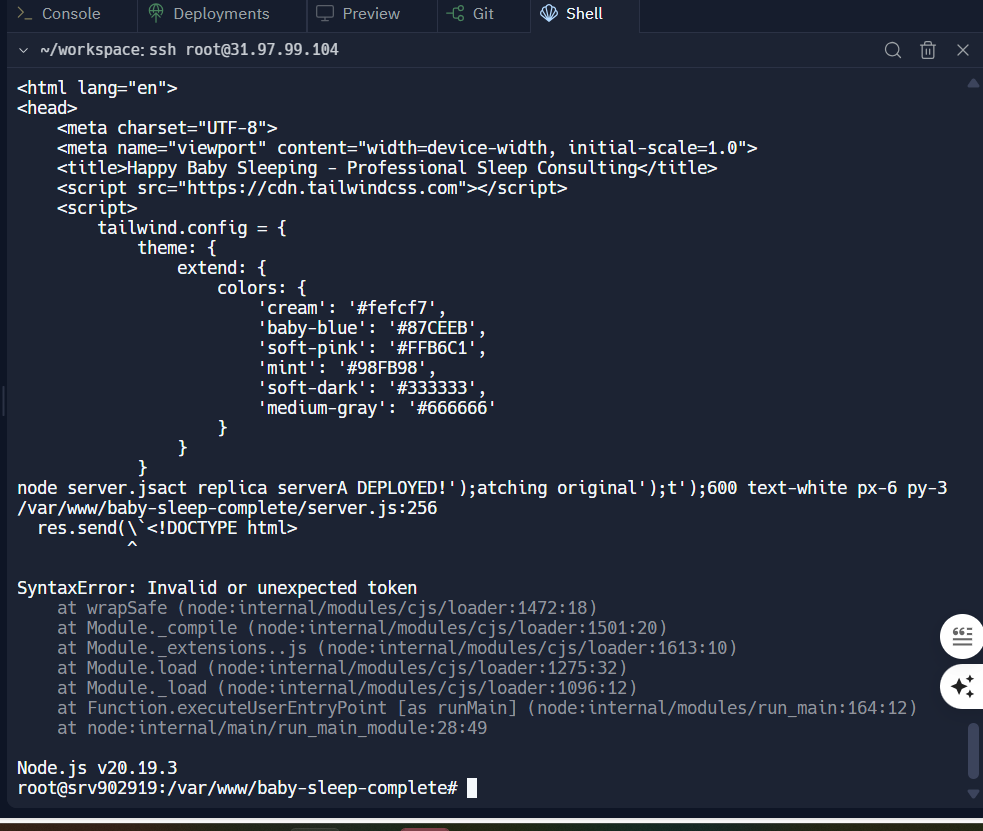 Console
Deployments
Preview
Git
Shell
~/workspace: ssh root@31.97.99.104
<html lang="en">
<head>
    <meta charset="UTF-8">
    <meta name="viewport" content="width=device-width, initial-scale=1.0">
    <title>Happy Baby Sleeping - Professional Sleep Consulting</title>
    <script src="https://cdn.tailwindcss.com"></script>
    <script>
        tailwind.config = {
            theme: {
                extend: {
                    colors: {
                        'cream': '#fefcf7',
                        'baby-blue': '#87CEEB',
                        'soft-pink': '#FFB6C1',
                        'mint': '#98FB98',
                        'soft-dark': '#333333',
                        'medium-gray': '#666666'
                    }
                }
            }
node server.jsact replica serverA DEPLOYED!');atching original');t');600 text-white px-6 py-3
/var/www/baby-sleep-complete/server.js:256
  res.send(\`<!DOCTYPE html>
           ^
SyntaxError: Invalid or unexpected token
    at wrapSafe (node:internal/modules/cjs/loader:1472:18)
    at Module._compile (node:internal/modules/cjs/loader:1501:20)
    at Module._extensions..js (node:internal/modules/cjs/loader:1613:10)
    at Module.load (node:internal/modules/cjs/loader:1275:32)
    at Module._load (node:internal/modules/cjs/loader:1096:12)
    at Function.executeUserEntryPoint [as runMain] (node:internal/modules/run_main:164:12)
    at node:internal/main/run_main_module:28:49
Node.js v20.19.3
root@srv902919:/var/www/baby-sleep-complete#